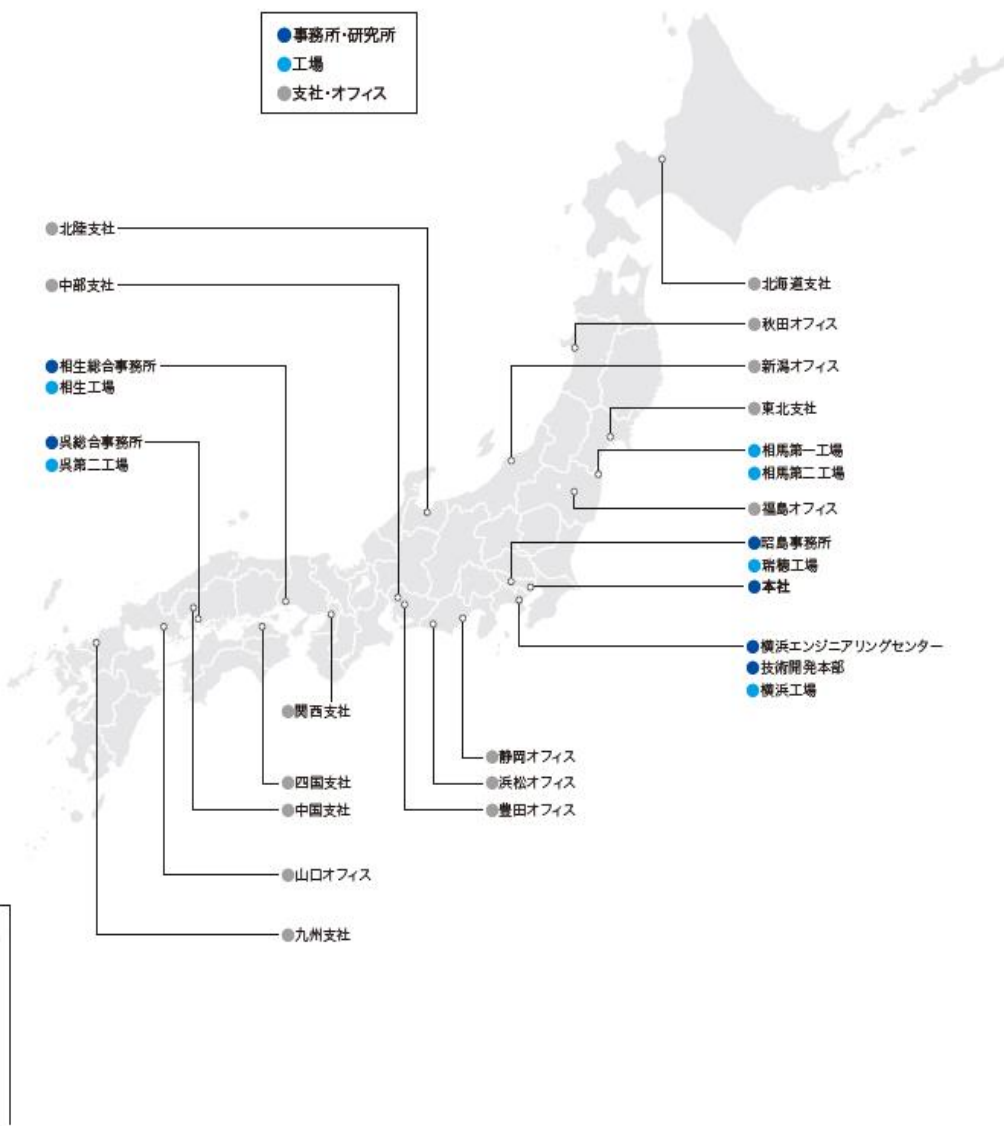 ●事務所・研究所
●工場
●支社・オフィス
●北陸支社
●中部支社
●相生総合事務所
●相生工場
●呉総合事務所
●呉第二工場
●北海道支社
●秋田オフィス
●新潟オフィス
●東北支社
●相馬第一工場
●相馬第二工場
●福島オフィス
●昭島事務所
●瑞穂工場
●本社
●横浜エンジニアリングセンター
●技術開発本部
●横浜工場
●関西支社
●四国支社
●中国支社
●山口オフィス
●九州支社
●静岡オフィス
●浜松オフィス
●豊田オフィス